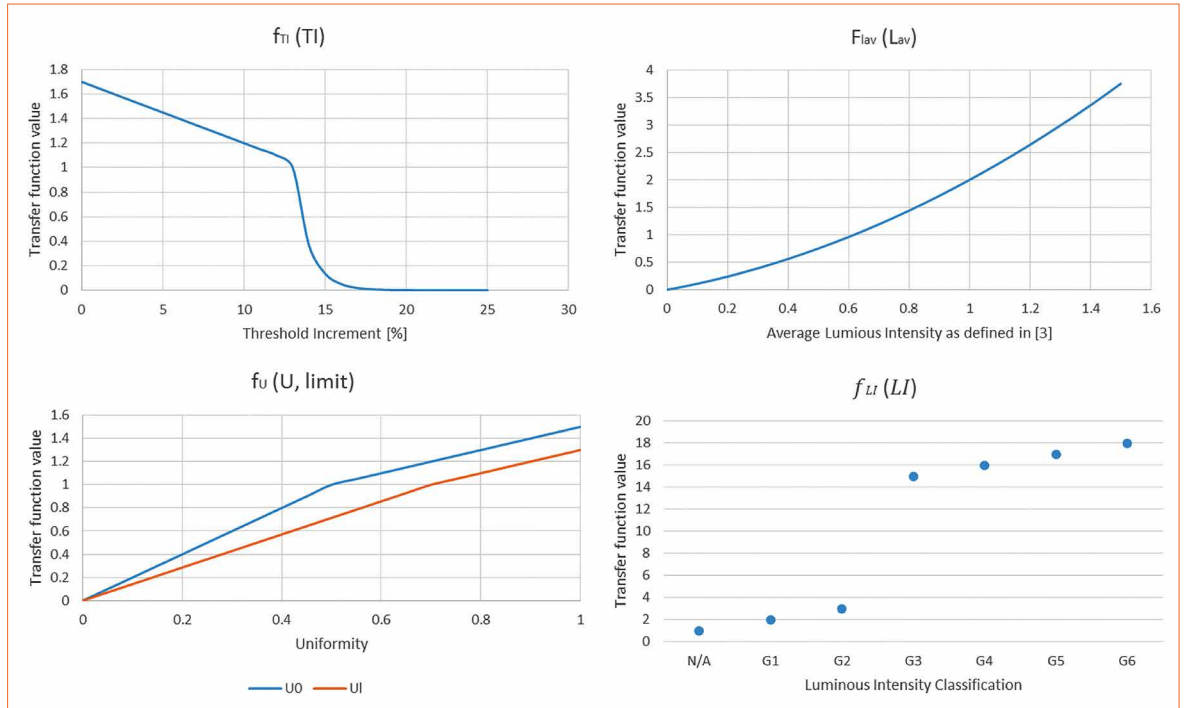 fTI (TI)
Transfer function value
1.8
1.6
1.4
1.2
1
0.8
0.6
0.4
0.2
0
0 5 10 15 20 25 30
Threshold Increment [%]
Flav (Lav)
Transfer function value
4
3.5
3
2.5
2
1.5
1
0.5
0
0 0.2 0.4 0.6 0.8 1 1.2 1.4 1.6
Average Lumious Intensity as defined in [3]
fU (U, limit)
Transfer function value
1.6
1.4
1.2
1
0.8
0.6
0.4
0.2
0
0 0.2 0.4 0.6 0.8 1
Uniformity
U0 Ul
fLI (LI)
Transfer function value
20
18
16
14
12
10
8
6
4
2
0
N/A G1 G2 G3 G4 G5 G6
Luminous Intensity Classification